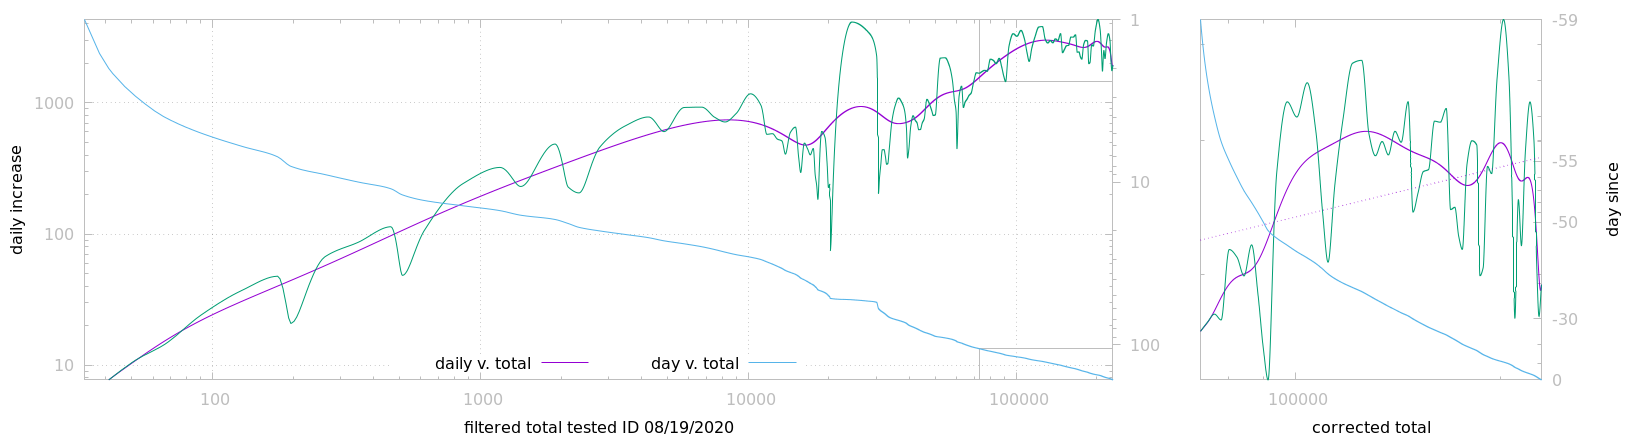 daily increase
1000
100
10
100
1000
10000
100000
filtered total tested ID 08/19/2020
daily v. total
day v. total
1
10
100
100000
corrected total
-59
-55
-50
-30
0
day since